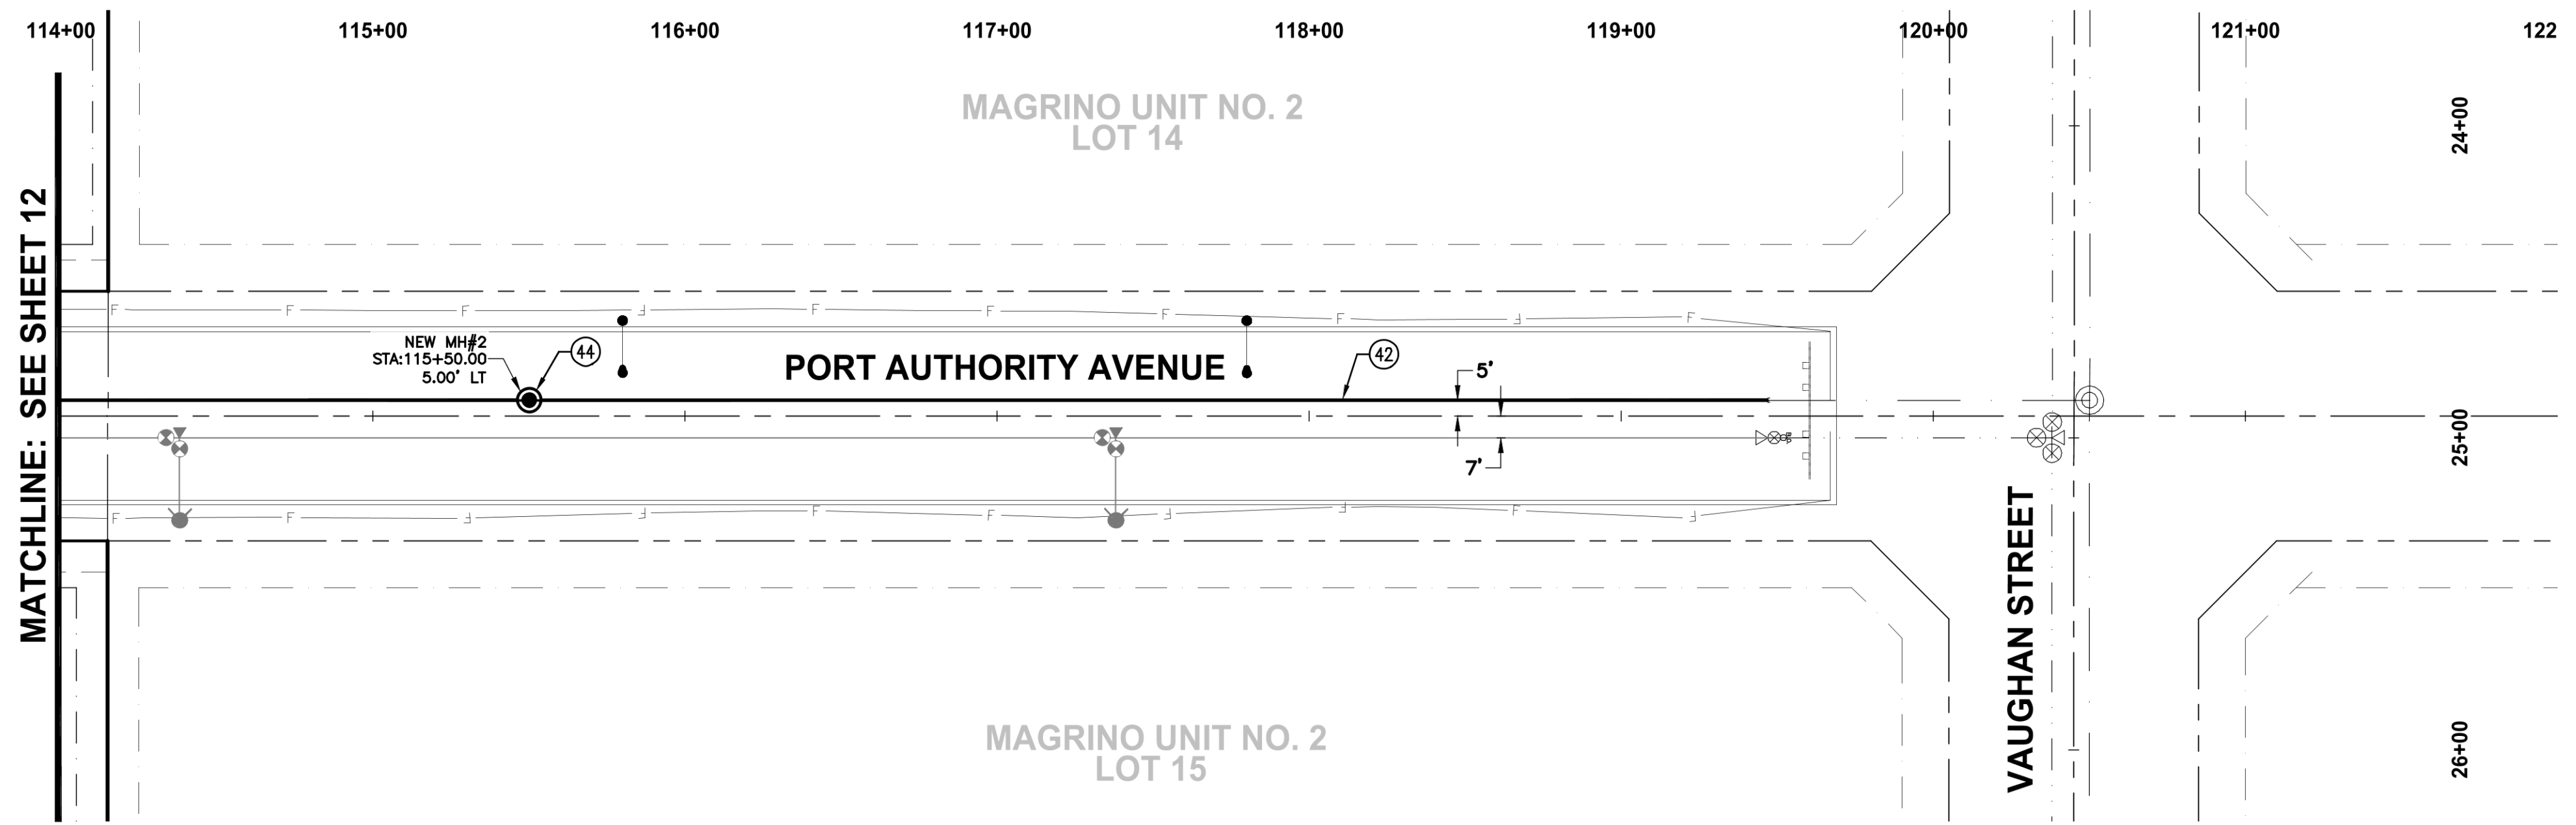 114+00 115+00 116+00 117+00 118+00 119+00 120+00 121+00 122
MAGRINO UNIT NO. 2
LOT 14
24+00
MATCHLINE: SEE SHEET 12
F F F F F F F F F F
NEW MH#2
STA:115+50.00
5.00' LT
44
PORT AUTHORITY AVENUE
42
5'
7'
25+00
F F F F F F F F F F
VAUGHAN STREET
MAGRINO UNIT NO. 2
LOT 15
26+00